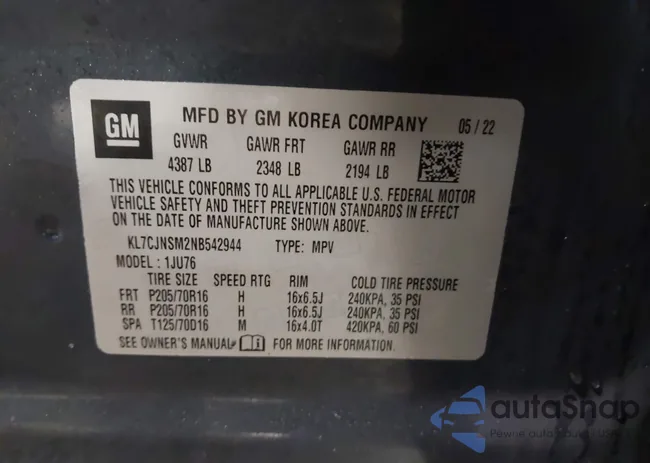 GM
MFD BY GM KOREA COMPANY 05 / 22
GVWR GAWR FRT GAWR RR
4387 LB 2348 LB 2194 LB
THIS VEHICLE CONFORMS TO ALL APPLICABLE U.S. FEDERAL MOTOR
VEHICLE SAFETY AND THEFT PREVENTION STANDARDS IN EFFECT
ON THE DATE OF MANUFACTURE SHOWN ABOVE.
KL7CJNSM2NB542944 TYPE: MPV
MODEL : 1JU76
TIRE SIZE SPEED RTG RIM COLD TIRE PRESSURE
FRT P205/70R16 H 16x6.5J 240KPA, 35 PSI
RR P205/70R16 H 16x6.5J 240KPA, 35 PSI
SPA T125/70D16 M 16x4.0T 420KPA, 60 PSI
SEE OWNER'S MANUAL FOR MORE INFORMATION.
autaShop
Pewne auta